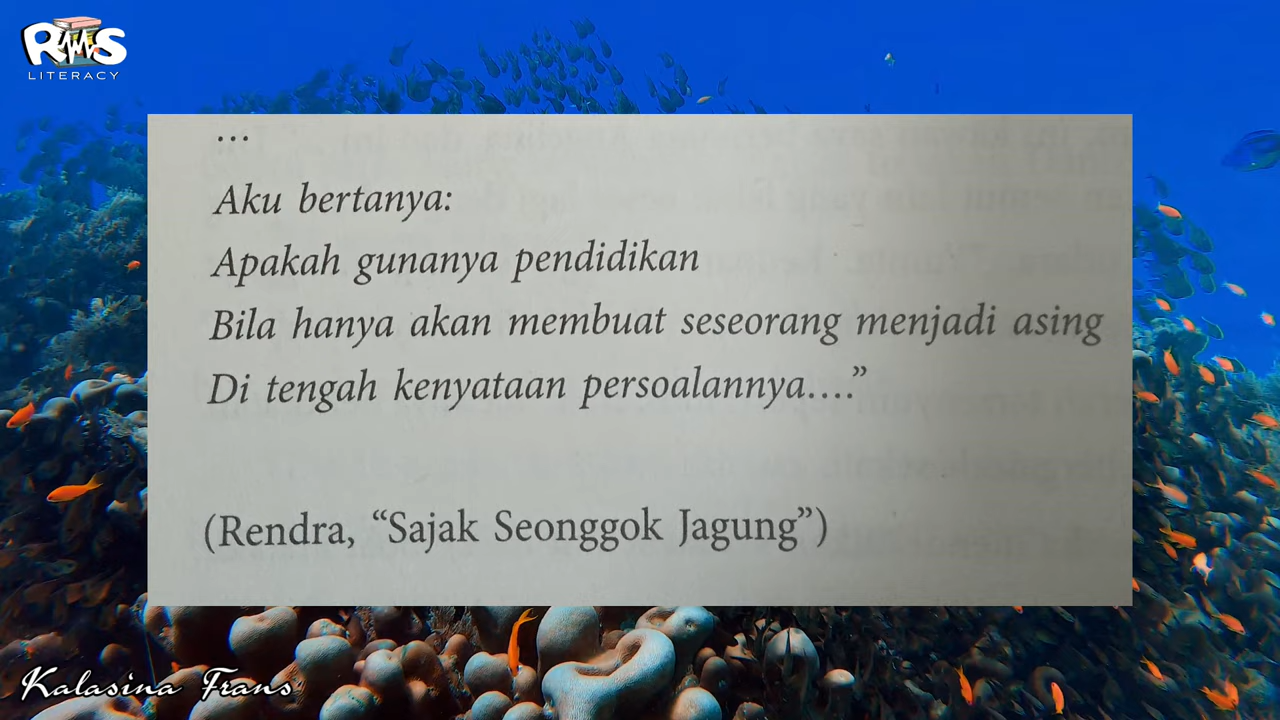 RMS
LITERACY
...
Aku bertanya:
Apakah gunanya pendidikan
Bila hanya akan membuat seseorang menjadi asing
Di tengah kenyataan persoalannya....”
(Rendra, “Sajak Seonggok Jagung”)
Kalasina Frans